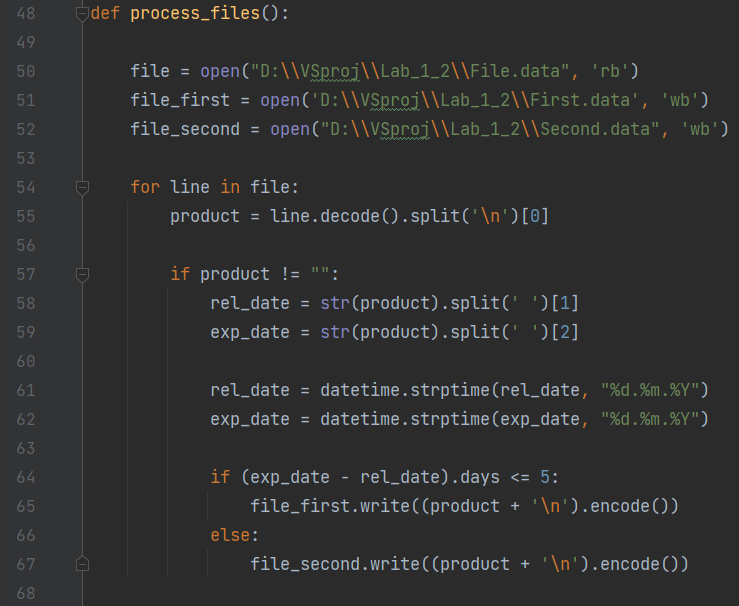 48 def process_files():
49
50 file = open("D:\\VSproj\\Lab_1_2\\File.data", 'rb')
51 file_first = open('D:\\VSproj\\Lab_1_2\\First.data', 'wb')
52 file_second = open("D:\\VSproj\\Lab_1_2\\Second.data", 'wb')
53
54 for line in file:
55 product = line.decode().split('\n')[0]
56
57 if product != "":
58 rel_date = str(product).split(' ')[1]
59 exp_date = str(product).split(' ')[2]
60
61 rel_date = datetime.strptime(rel_date, "%d.%m.%Y")
62 exp_date = datetime.strptime(exp_date, "%d.%m.%Y")
63
64 if (exp_date - rel_date).days <= 5:
65 file_first.write((product + '\n').encode())
66 else:
67 file_second.write((product + '\n').encode())
68